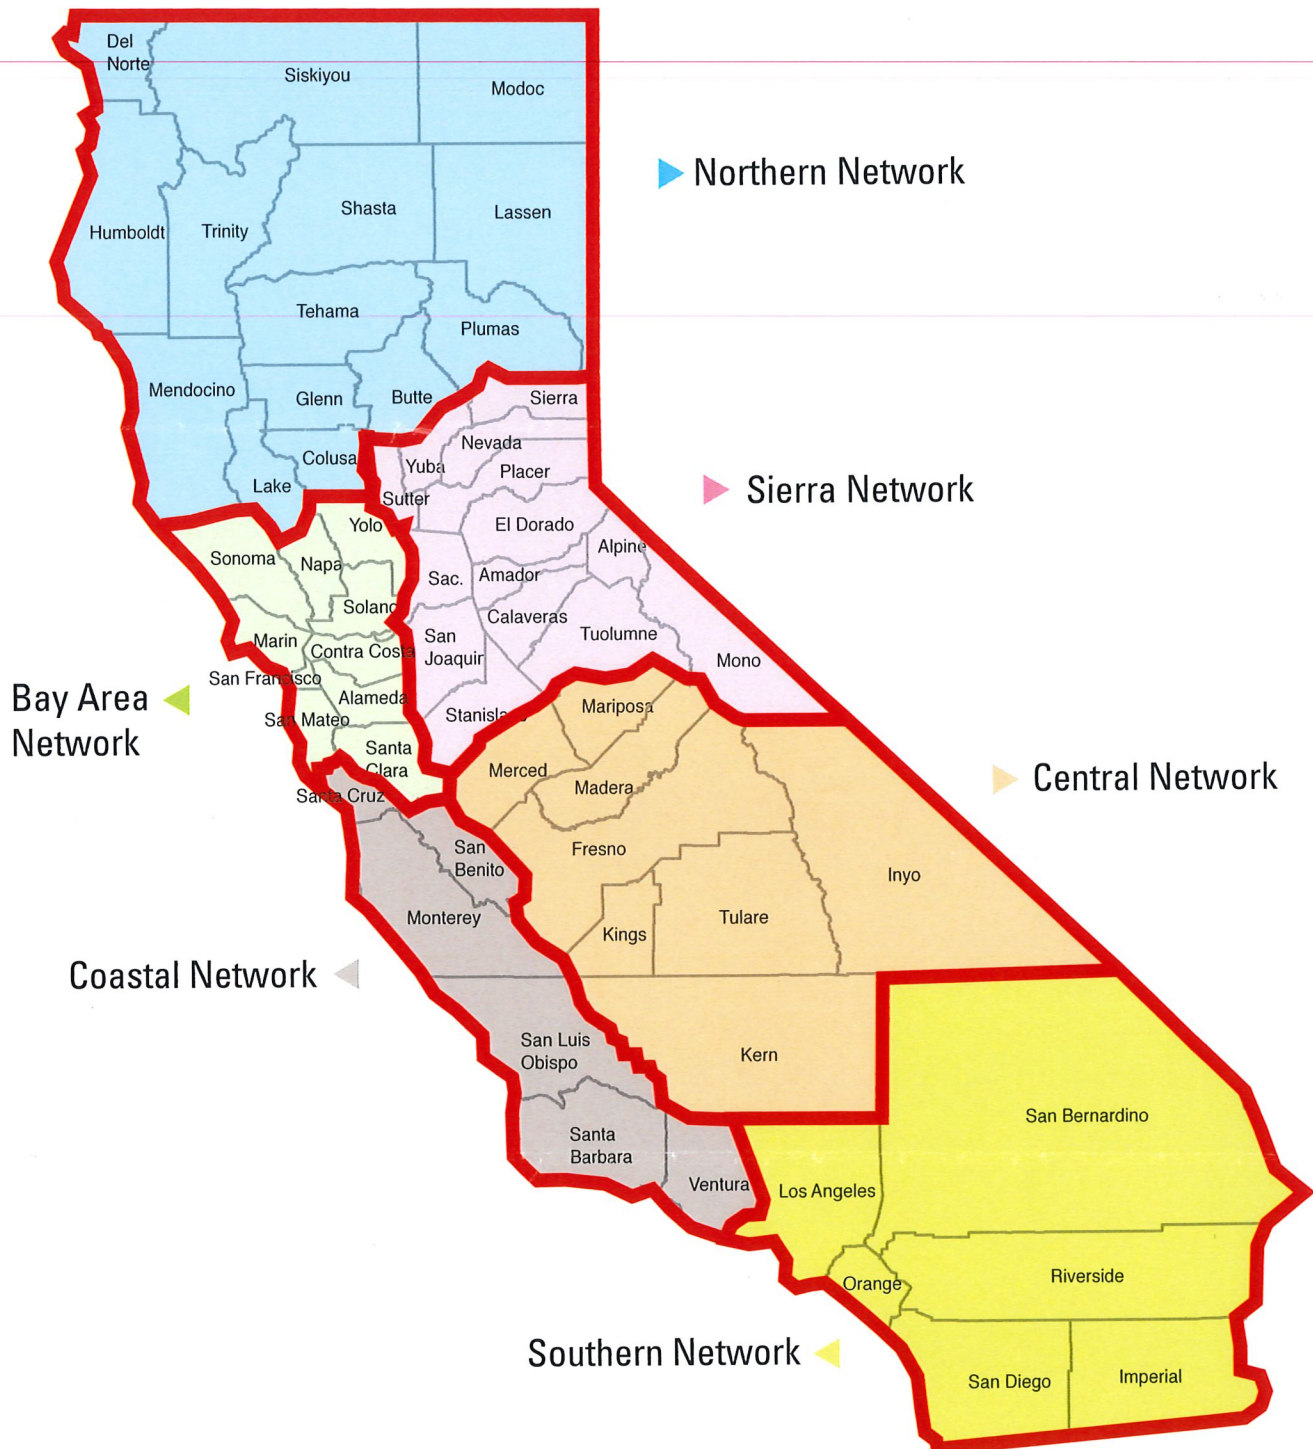 Del
Norte
Siskiyou
Modoc
Northern Network
Humboldt
Trinity
Shasta
Lassen
Tehama
Plumas
Mendocino
Glenn
Butte
Sierra
Nevada
Colusa
Yuba
Placer
Lake
Sutter
Sierra Network
Yolo
El Dorado
Alpine
Sonoma
Napa
Sac.
Amador
Solano
Calaveras
Marin
San
Joaquin
Tuolumne
Contra Costa
Mono
San Francisco
Alameda
Bay Area
Network
San Mateo
Stanislaus
Mariposa
Santa
Clara
Merced
Madera
Central Network
Santa Cruz
San
Benito
Fresno
Inyo
Monterey
Kings
Tulare
Coastal Network
San Luis
Obispo
Kern
San Bernardino
Santa
Barbara
Ventura
Los Angeles
Orange
Riverside
Southern Network
San Diego
Imperial